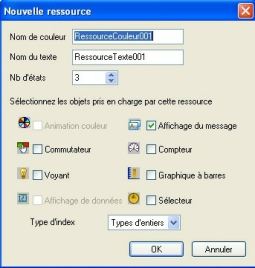 Nouvelle ressource
Nom de couleur RessourceCouleur001
Nom du texte RessourceTexte001
Nb d'états 3
Sélectionnez les objets pris en charge par cette ressource
Animation couleur Affichage du message
Commutateur Compteur
Voyant Graphique à barres
Affichage de données Sélecteur
Type d'index Types d'entiers
OK Annuler